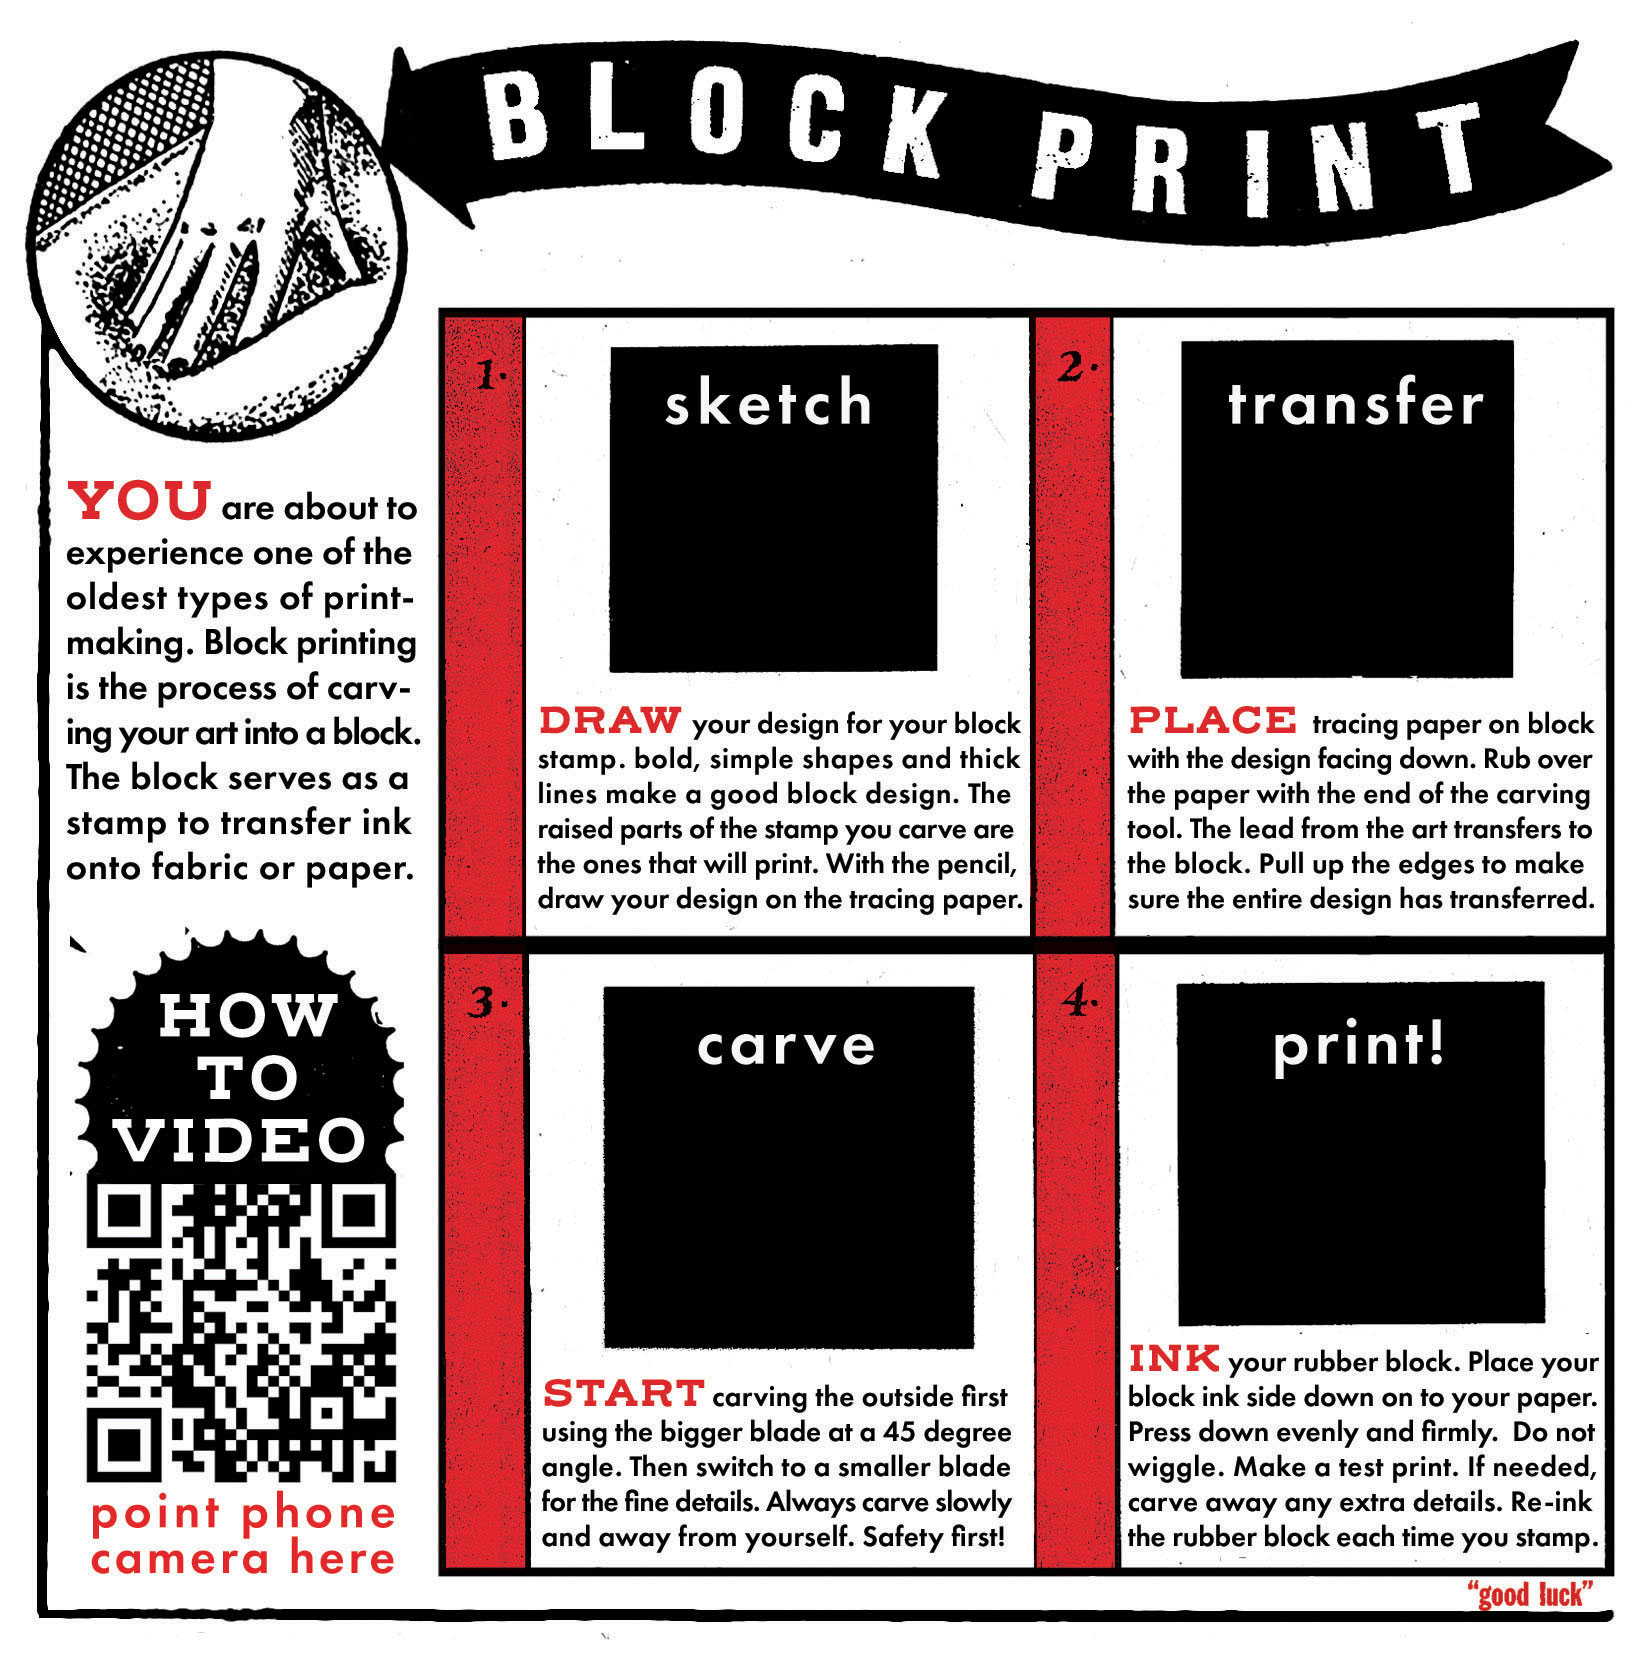 BLOCK PRINT
YOU are about to
experience one of the
oldest types of print-
making. Block printing
is the process of carv-
ing your art into a block.
The block serves as a
stamp to transfer ink
onto fabric or paper.
HOW
TO
VIDEO
point phone
camera here
1.
sketch
DRAW your design for your block
stamp. bold, simple shapes and thick
lines make a good block design. The
raised parts of the stamp you carve are
the ones that will print. With the pencil,
draw your design on the tracing paper.
2.
transfer
PLACE tracing paper on block
with the design facing down. Rub over
the paper with the end of the carving
tool. The lead from the art transfers to
the block. Pull up the edges to make
sure the entire design has transferred.
3.
carve
START carving the outside first
using the bigger blade at a 45 degree
angle. Then switch to a smaller blade
for the fine details. Always carve slowly
and away from yourself. Safety first!
4.
print!
INK your rubber block. Place your
block ink side down on to your paper.
Press down evenly and firmly. Do not
wiggle. Make a test print. If needed,
carve away any extra details. Re-ink
the rubber block each time you stamp.
“good luck”